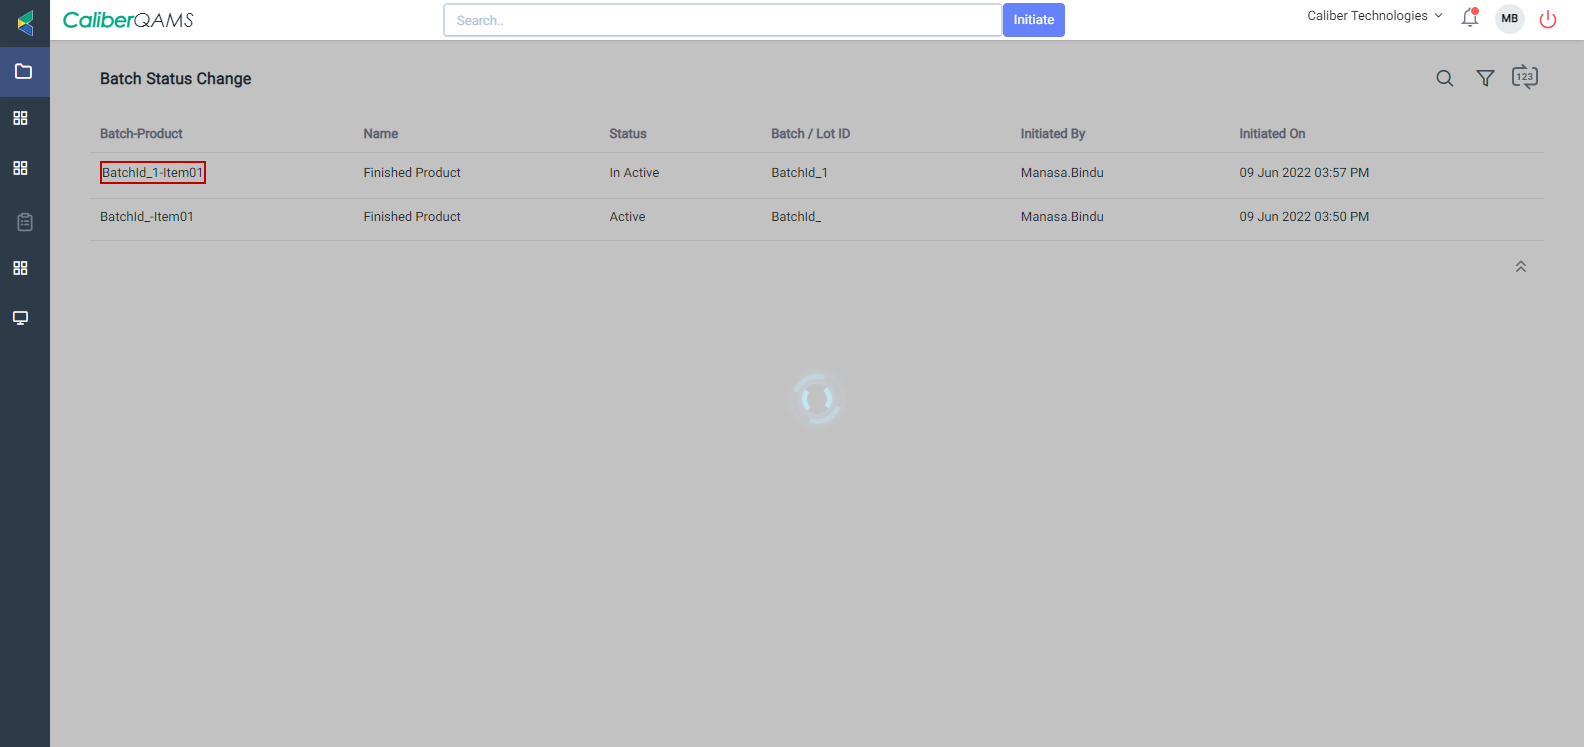 CaliberQAMS
Search..
Initiate
Caliber Technologies
MB
Batch Status Change
123
Batch-Product Name Status Batch / Lot ID Initiated By Initiated On
BatchId_1-Item01 Finished Product In Active BatchId_1 Manasa.Bindu 09 Jun 2022 03:57 PM
BatchId_-Item01 Finished Product Active BatchId_ Manasa.Bindu 09 Jun 2022 03:50 PM